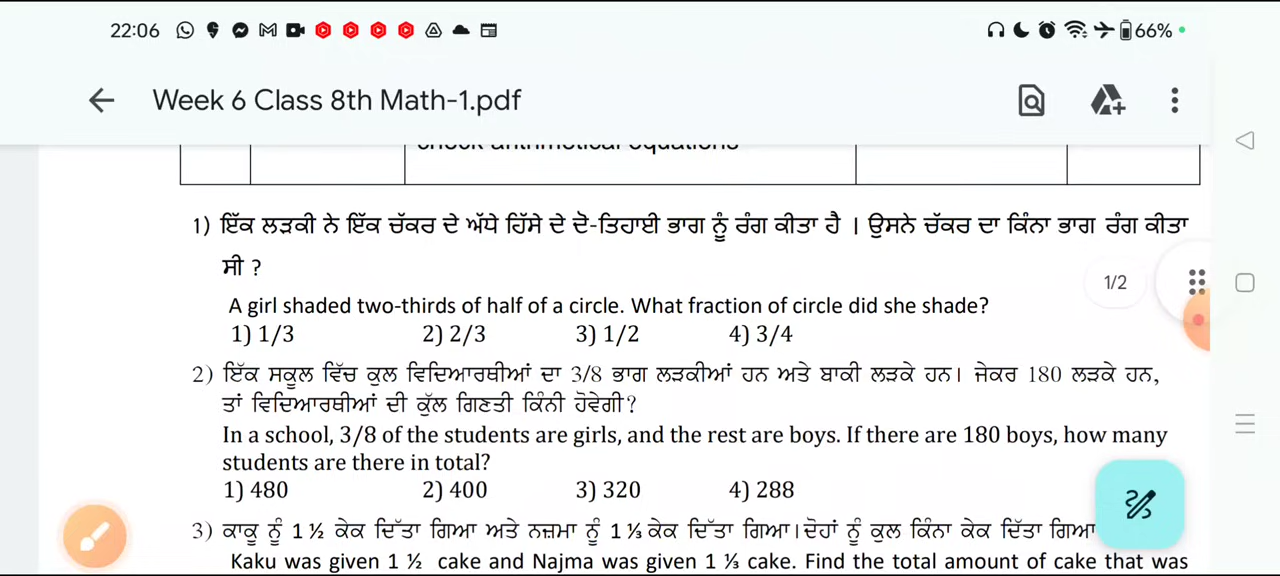 22:06
66%
Week 6 Class 8th Math-1.pdf
check arithmetical equations
1) ਇੱਕ ਲੜਕੀ ਨੇ ਇੱਕ ਚੱਕਰ ਦੇ ਅੱਧੇ ਹਿੱਸੇ ਦੇ ਦੋ-ਤਿਹਾਈ ਭਾਗ ਨੂੰ ਰੰਗ ਕੀਤਾ ਹੈ । ਉਸਨੇ ਚੱਕਰ ਦਾ ਕਿੰਨਾ ਭਾਗ ਰੰਗ ਕੀਤਾ
ਸੀ ?
1/2
A girl shaded two-thirds of half of a circle. What fraction of circle did she shade?
1) 1/3 2) 2/3 3) 1/2 4) 3/4
2) ਇੱਕ ਸਕੂਲ ਵਿੱਚ ਕੁਲ ਵਿਦਿਆਰਥੀਆਂ ਦਾ 3/8 ਭਾਗ ਲੜਕੀਆਂ ਹਨ ਅਤੇ ਬਾਕੀ ਲੜਕੇ ਹਨ। ਜੇਕਰ 180 ਲੜਕੇ ਹਨ,
ਤਾਂ ਵਿਦਿਆਰਥੀਆਂ ਦੀ ਕੁੱਲ ਗਿਣਤੀ ਕਿੰਨੀ ਹੋਵੇਗੀ?
In a school, 3/8 of the students are girls, and the rest are boys. If there are 180 boys, how many
students are there in total?
1) 480 2) 400 3) 320 4) 288
3) ਕਾਕੂ ਨੂੰ 1 ½ ਕੇਕ ਦਿੱਤਾ ਗਿਆ ਅਤੇ ਨਜ਼ਮਾ ਨੂੰ 1 ⅓ ਕੇਕ ਦਿੱਤਾ ਗਿਆ।ਦੋਹਾਂ ਨੂੰ ਕੁਲ ਕਿੰਨਾ ਕੇਕ ਦਿੱਤਾ ਗਿਆ
Kaku was given 1 ½ cake and Najma was given 1 ⅓ cake. Find the total amount of cake that was